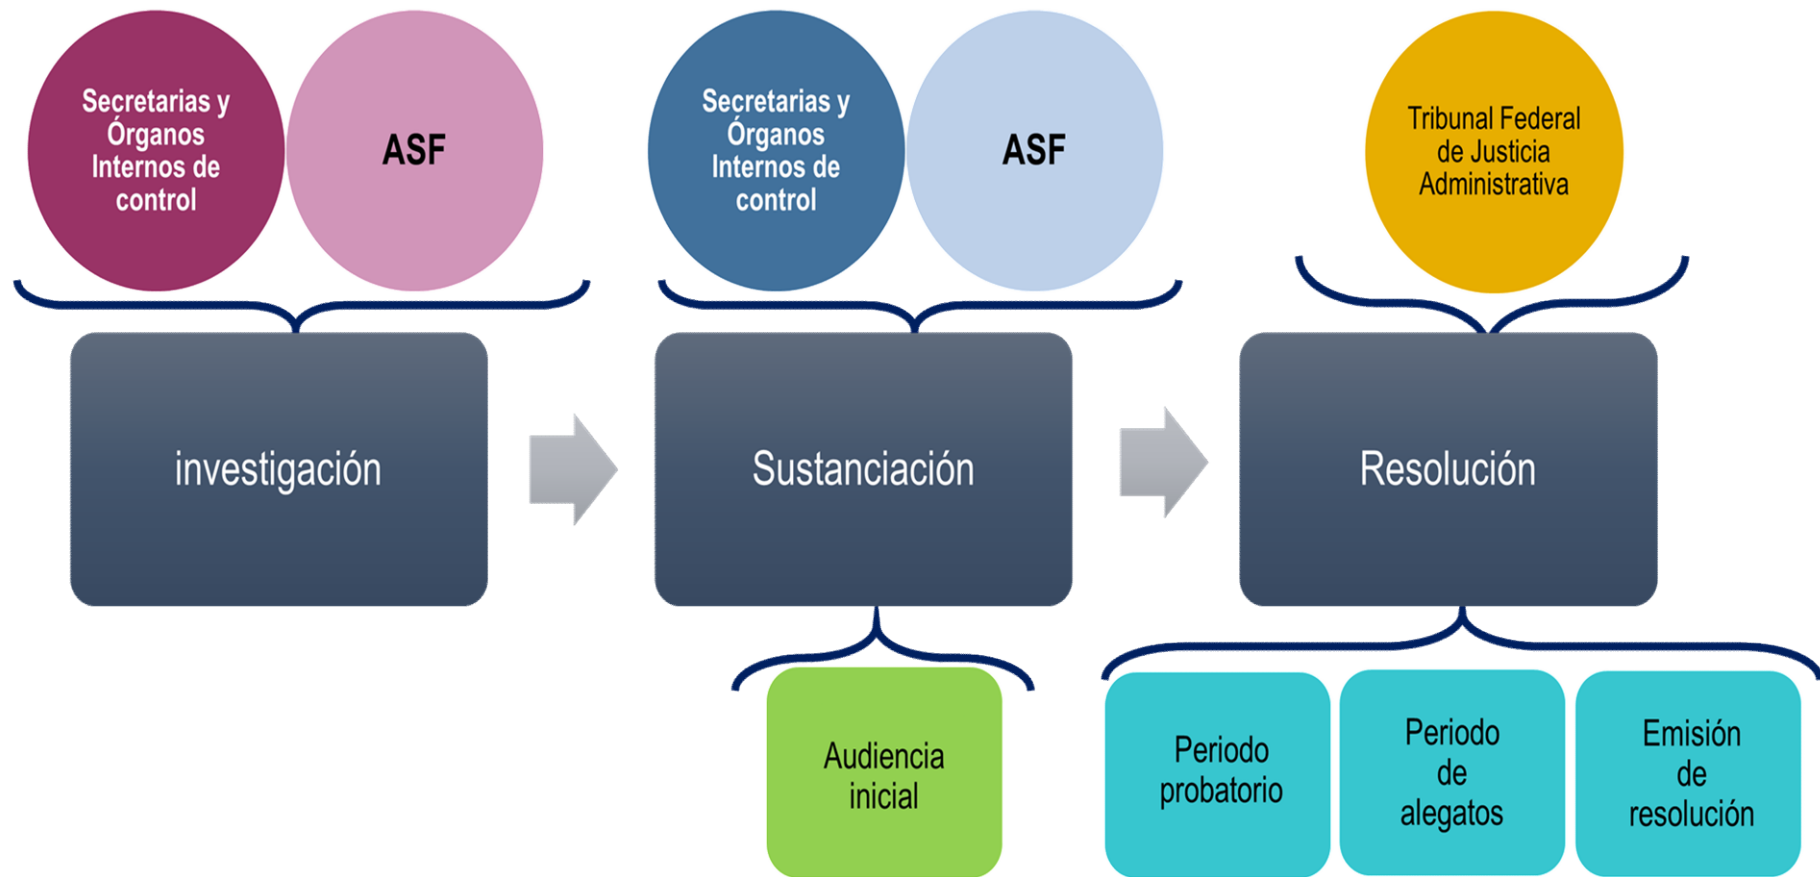 Secretarias y
Órganos
Internos de
control
ASF
Secretarias y
Órganos
Internos de
control
ASF
Tribunal Federal
de Justicia
Administrativa
investigación
Sustanciación
Resolución
Audiencia
inicial
Periodo
probatorio
Periodo
de
alegatos
Emisión
de
resolución